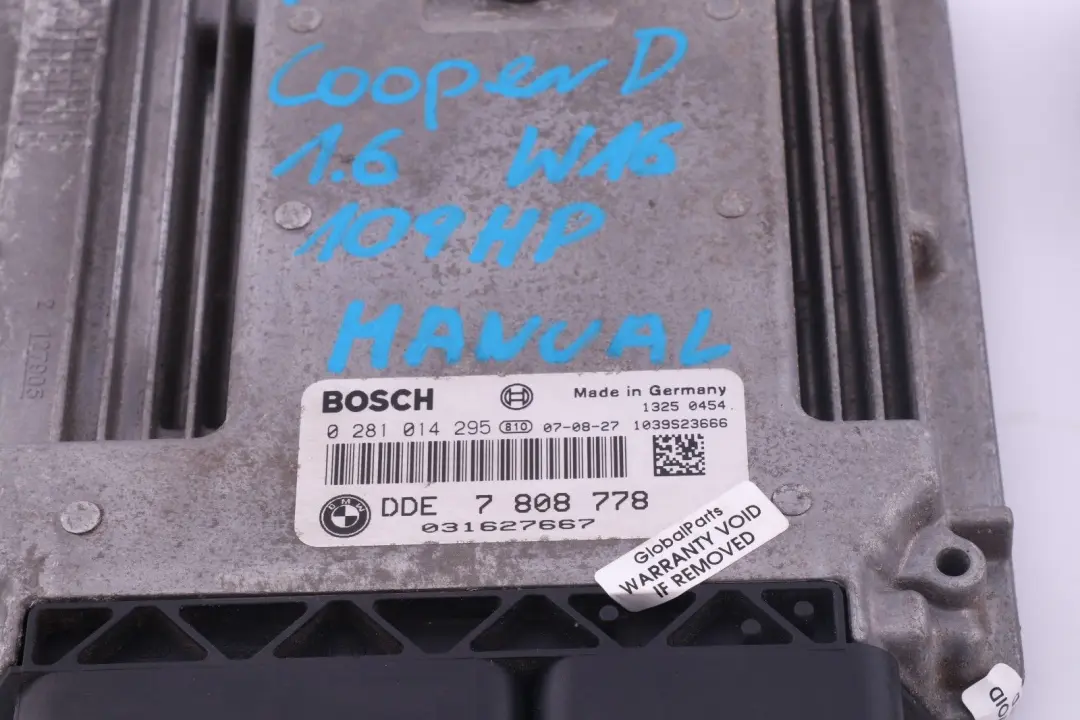 Cooper D
1.6 W16
109HP
MANUAL
BOSCH
Made in Germany
1325 0454
0 281 014 295 810 07-08-27 1039S23666
BMW DDE 7 808 778
031627667
GlobalParts
WARRANTY VOID
IF REMOVED